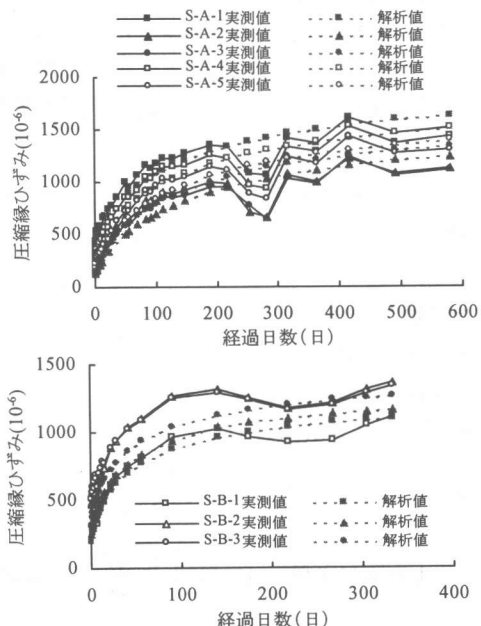 S-A-1実測値 解析値
S-A-2実測値 解析値
S-A-3実測値 解析値
S-A-4実測値 解析値
S-A-5実測値 解析値
2000
1500
1000
500
0
圧縮縁ひずみ(10⁻⁶)
0 100 200 300 400 500 600
経過日数(日)
1500
1000
500
0
圧縮縁ひずみ(10⁻⁶)
S-B-1実測値 解析値
S-B-2実測値 解析値
S-B-3実測値 解析値
0 100 200 300 400
経過日数(日)